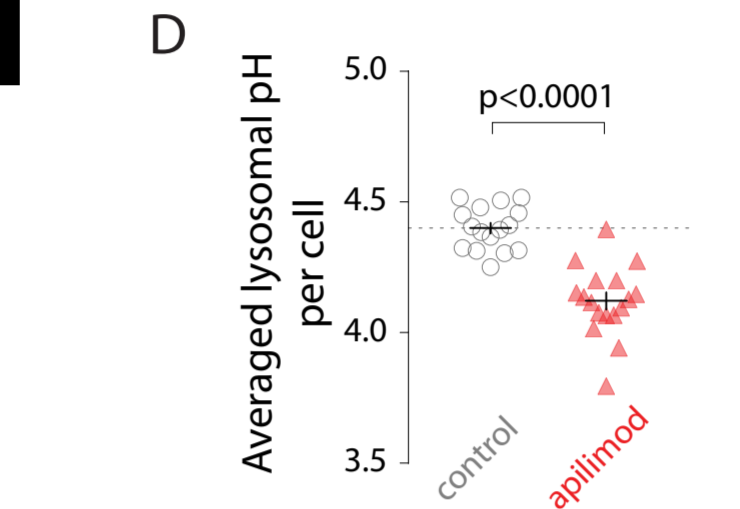 D
Averaged lysosomal pH
per cell
5.0
4.5
4.0
3.5
p<0.0001
control
apilimod